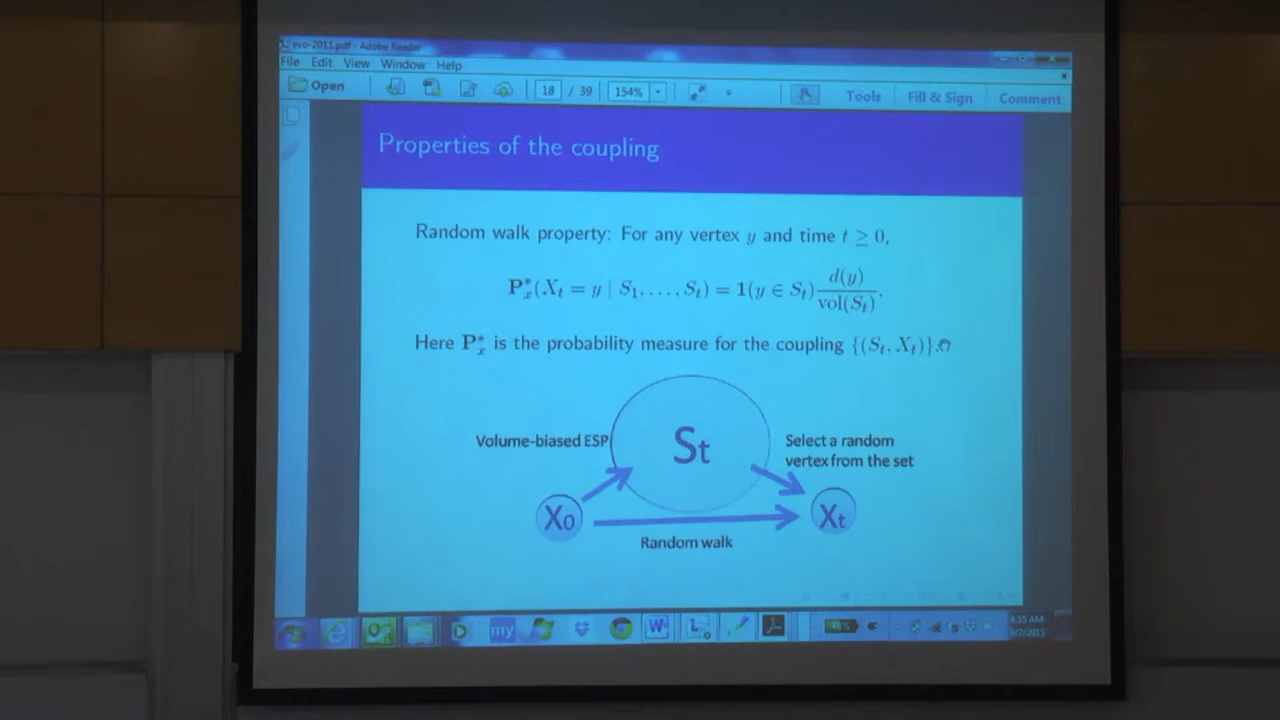 evo-2011.pdf - Adobe Reader
File Edit View Window Help
Open 18 / 39 154% Tools Fill & Sign Comment
Properties of the coupling
Random walk property: For any vertex y and time t ≥ 0,
P*ₓ(Xₜ = y | S₁, . . . , Sₜ) = 1(y ∈ Sₜ) d(y)/vol(Sₜ).
Here P*ₓ is the probability measure for the coupling {(Sₜ, Xₜ)}.
Volume-biased ESP
St
Select a random
vertex from the set
X0
Xt
Random walk
my
W